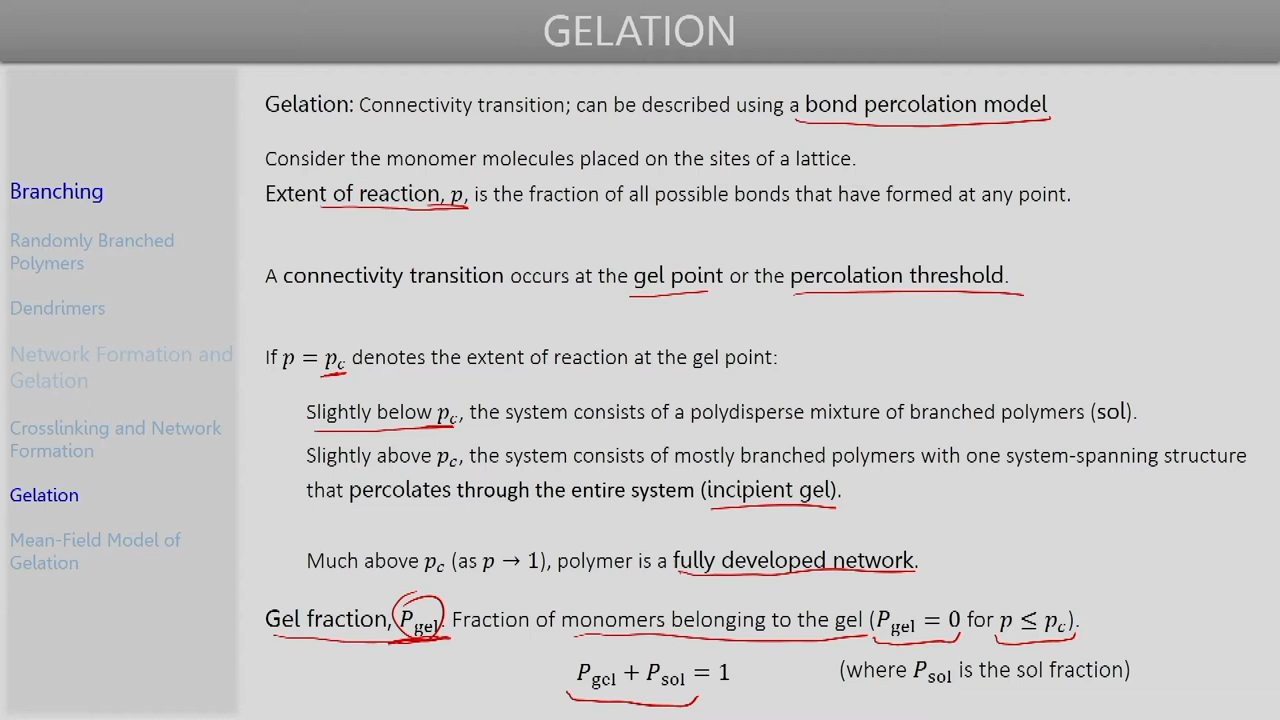 GELATION
Branching
Randomly Branched
Polymers
Dendrimers
Network Formation and
Gelation
Crosslinking and Network
Formation
Gelation
Mean-Field Model of
Gelation
Gelation: Connectivity transition; can be described using a bond percolation model
Consider the monomer molecules placed on the sites of a lattice.
Extent of reaction, p, is the fraction of all possible bonds that have formed at any point.
A connectivity transition occurs at the gel point or the percolation threshold.
If p = p_c denotes the extent of reaction at the gel point:
Slightly below p_c, the system consists of a polydisperse mixture of branched polymers (sol).
Slightly above p_c, the system consists of mostly branched polymers with one system-spanning structure
that percolates through the entire system (incipient gel).
Much above p_c (as p → 1), polymer is a fully developed network.
Gel fraction, P_gel: Fraction of monomers belonging to the gel (P_gel = 0 for p ≤ p_c).
P_gel + P_sol = 1 (where P_sol is the sol fraction)